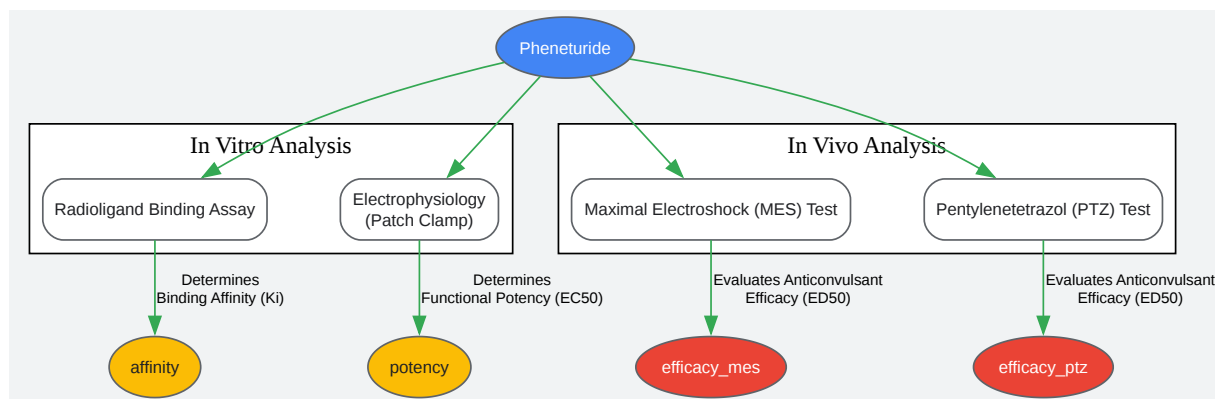 Pheneturide
In Vitro Analysis
In Vivo Analysis
Radioligand Binding Assay
Electrophysiology
(Patch Clamp)
Maximal Electroshock (MES) Test
Pentylenetetrazol (PTZ) Test
Determines
Binding Affinity (Ki)
Determines
Functional Potency (EC50)
Evaluates Anticonvulsant
Efficacy (ED50)
Evaluates Anticonvulsant
Efficacy (ED50)
affinity
potency
efficacy_mes
efficacy_ptz